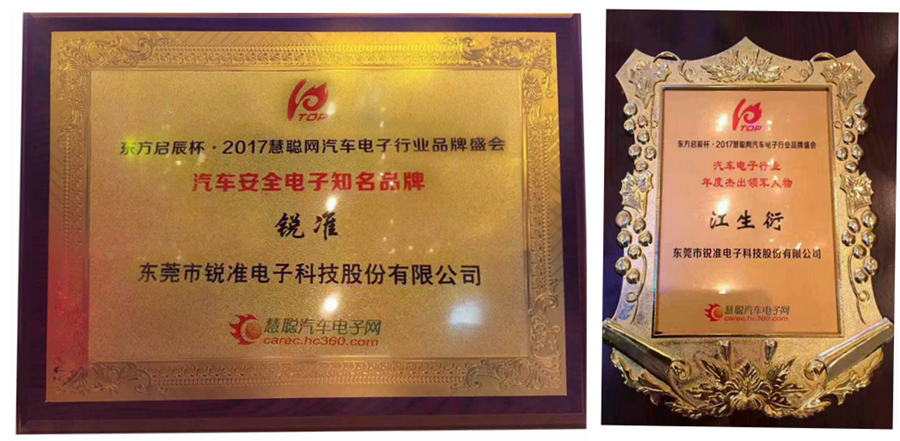 TOP
东方启辰杯·2017慧聪网汽车电子行业品牌盛会
汽车安全电子知名品牌
锐准
东莞市锐准电子科技股份有限公司
慧聪汽车电子网
carec.hc360.com
TOP
东方启辰杯·2017慧聪网汽车电子行业品牌盛会
汽车电子行业
年度杰出领军人物
江生衍
东莞市锐准电子科技股份有限公司
慧聪汽车电子网
carec.hc360.com